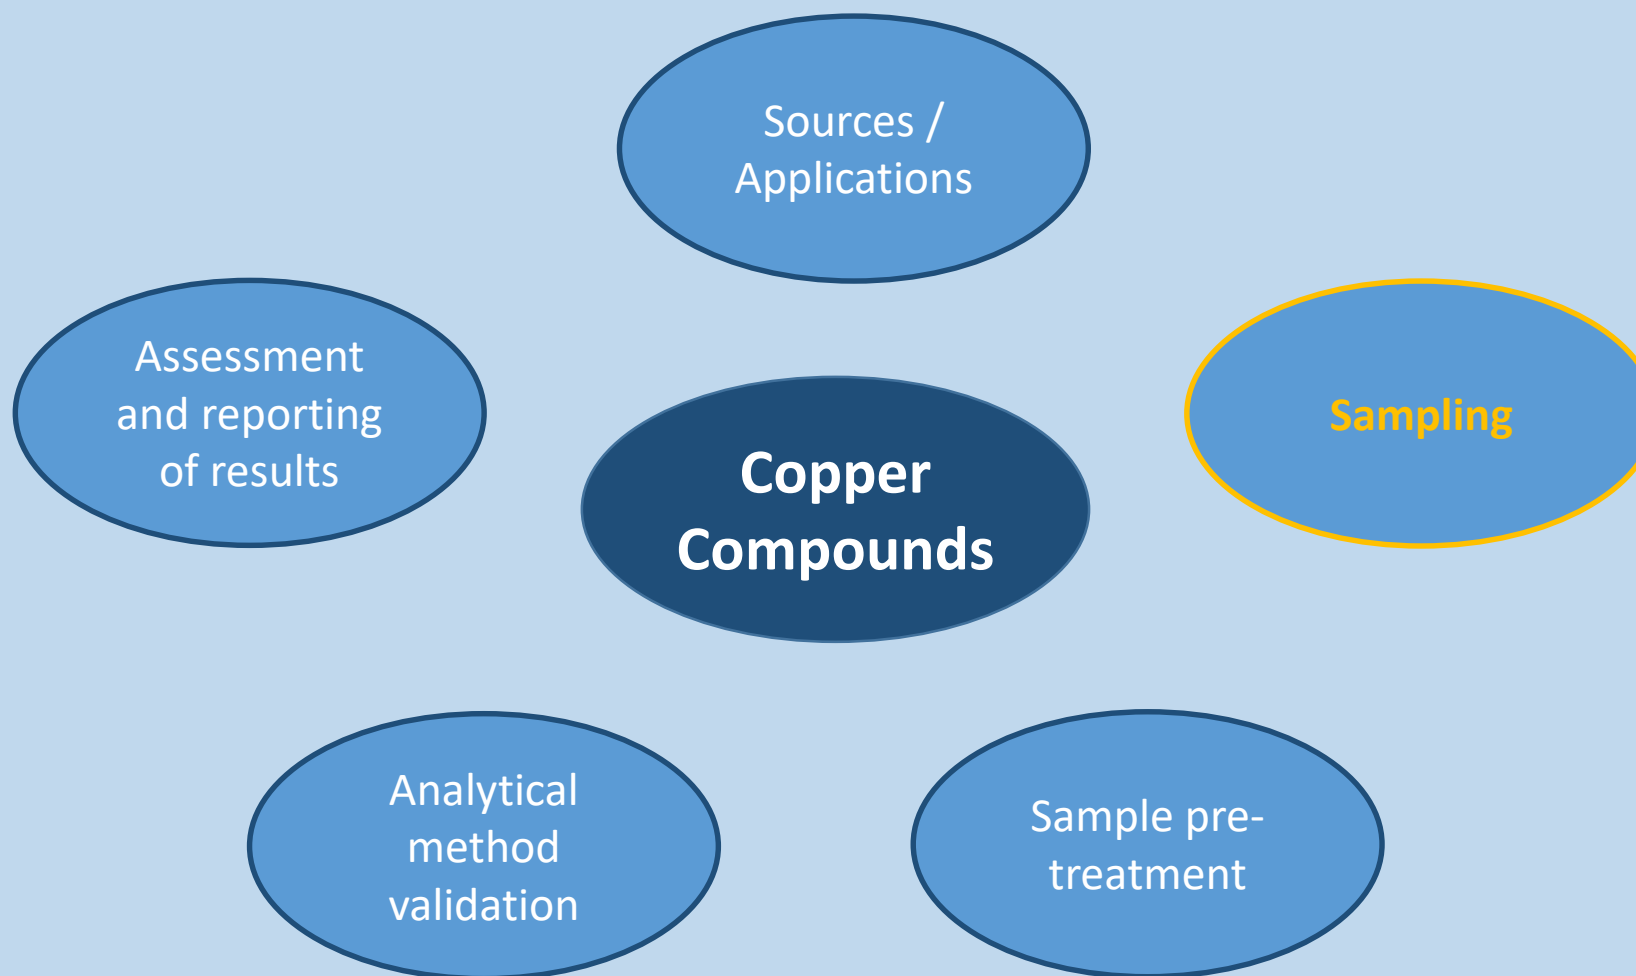 Sources /
Applications
Assessment
and reporting
of results
Sampling
Copper
Compounds
Analytical
method
validation
Sample pre-
treatment